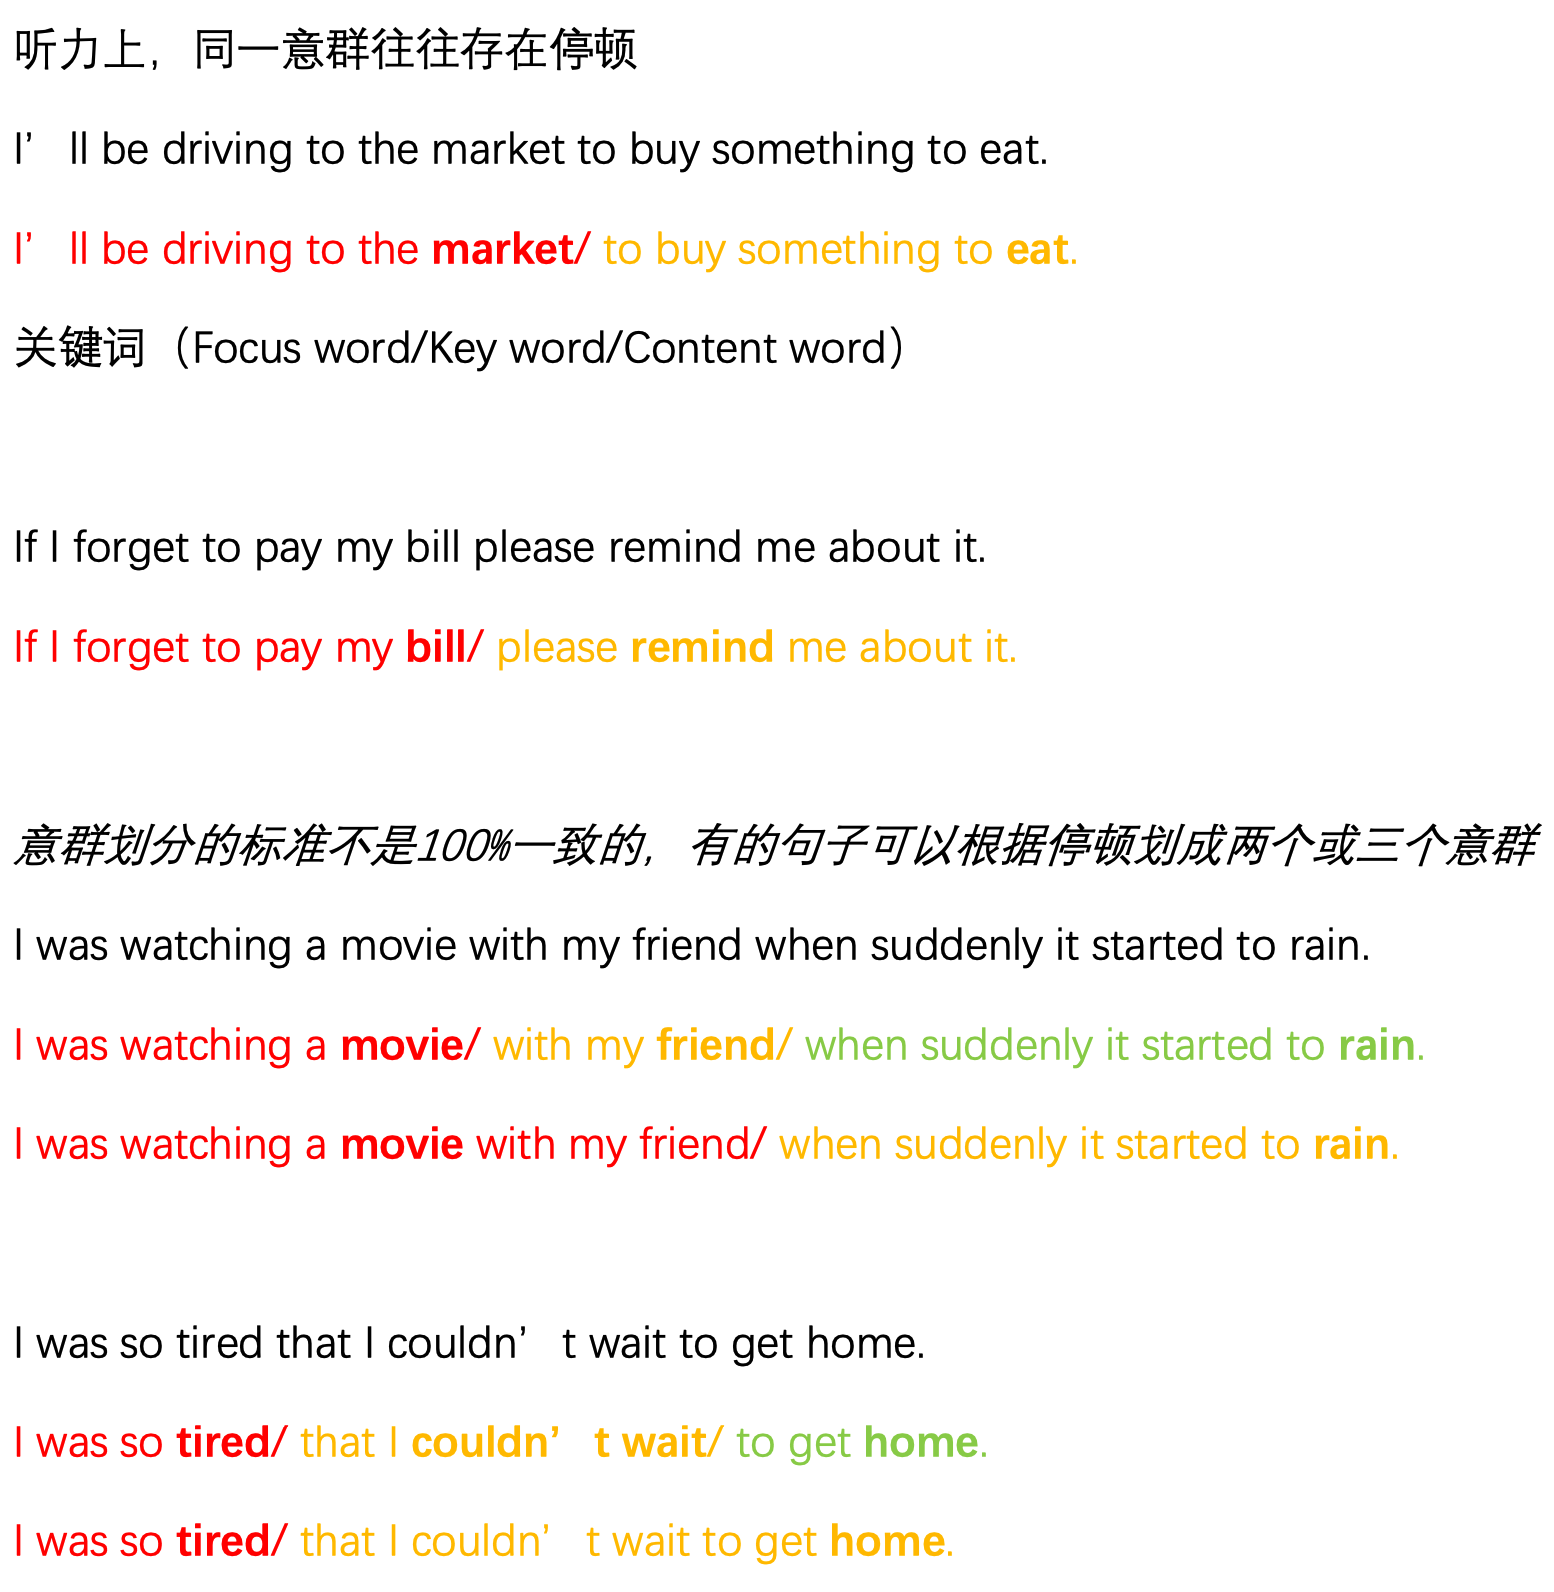 听力上，同一意群往往存在停顿
I’ll be driving to the market to buy something to eat.
I’ll be driving to the market/ to buy something to eat.
关键词（Focus word/Key word/Content word）
If I forget to pay my bill please remind me about it.
If I forget to pay my bill/ please remind me about it.
意群划分的标准不是100%一致的，有的句子可以根据停顿划成两个或三个意群
I was watching a movie with my friend when suddenly it started to rain.
I was watching a movie/ with my friend/ when suddenly it started to rain.
I was watching a movie with my friend/ when suddenly it started to rain.
I was so tired that I couldn’t wait to get home.
I was so tired/ that I couldn’t wait/ to get home.
I was so tired/ that I couldn’t wait to get home.